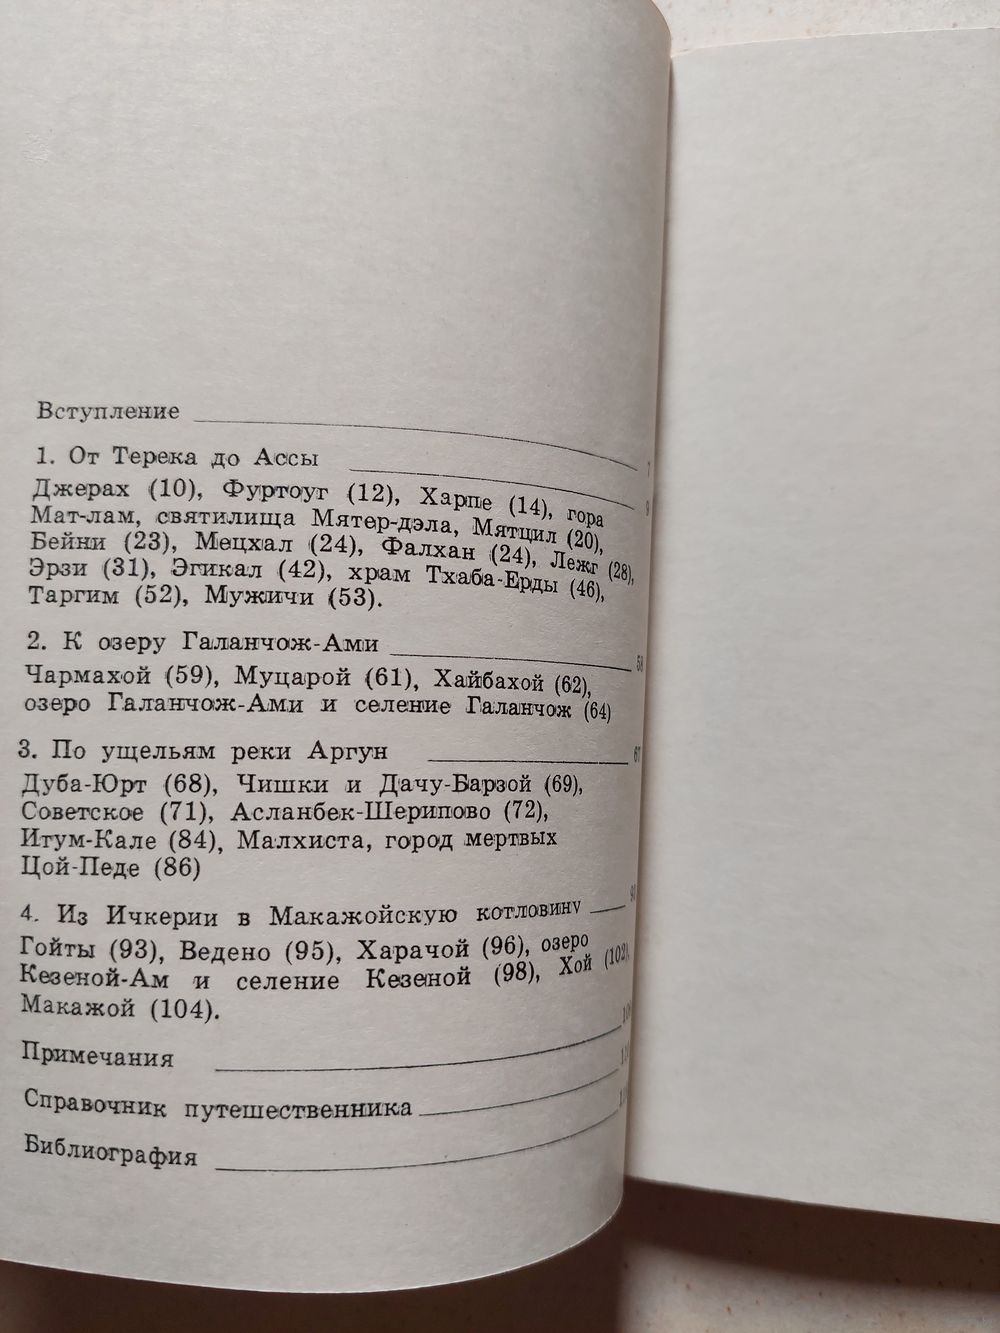 Вступление 7
1. От Терека до Ассы 9
Джерах (10), Фуртоуг (12), Харпе (14), гора
Мат-лам, святилища Мятер-дэла, Мятцил (20),
Бейни (23), Мецхал (24), Фалхан (24), Лежг (28),
Эрзи (31), Эгикал (42), храм Тхаба-Ерды (46),
Таргим (52), Мужичи (53).
2. К озеру Галанчож-Ами 58
Чармахой (59), Муцарой (61), Хайбахой (62),
озеро Галанчож-Ами и селение Галанчож (64)
3. По ущельям реки Аргун 67
Дуба-Юрт (68), Чишки и Дачу-Барзой (69),
Советское (71), Асланбек-Шерипово (72),
Итум-Кале (84), Малхиста, город мертвых
Цой-Педе (86)
4. Из Ичкерии в Макажойскую котловину
Гойты (93), Ведено (95), Харачой (96), озеро
Кезеной-Ам и селение Кезеной (98), Хой (102),
Макажой (104).
Примечания
Справочник путешественника
Библиография